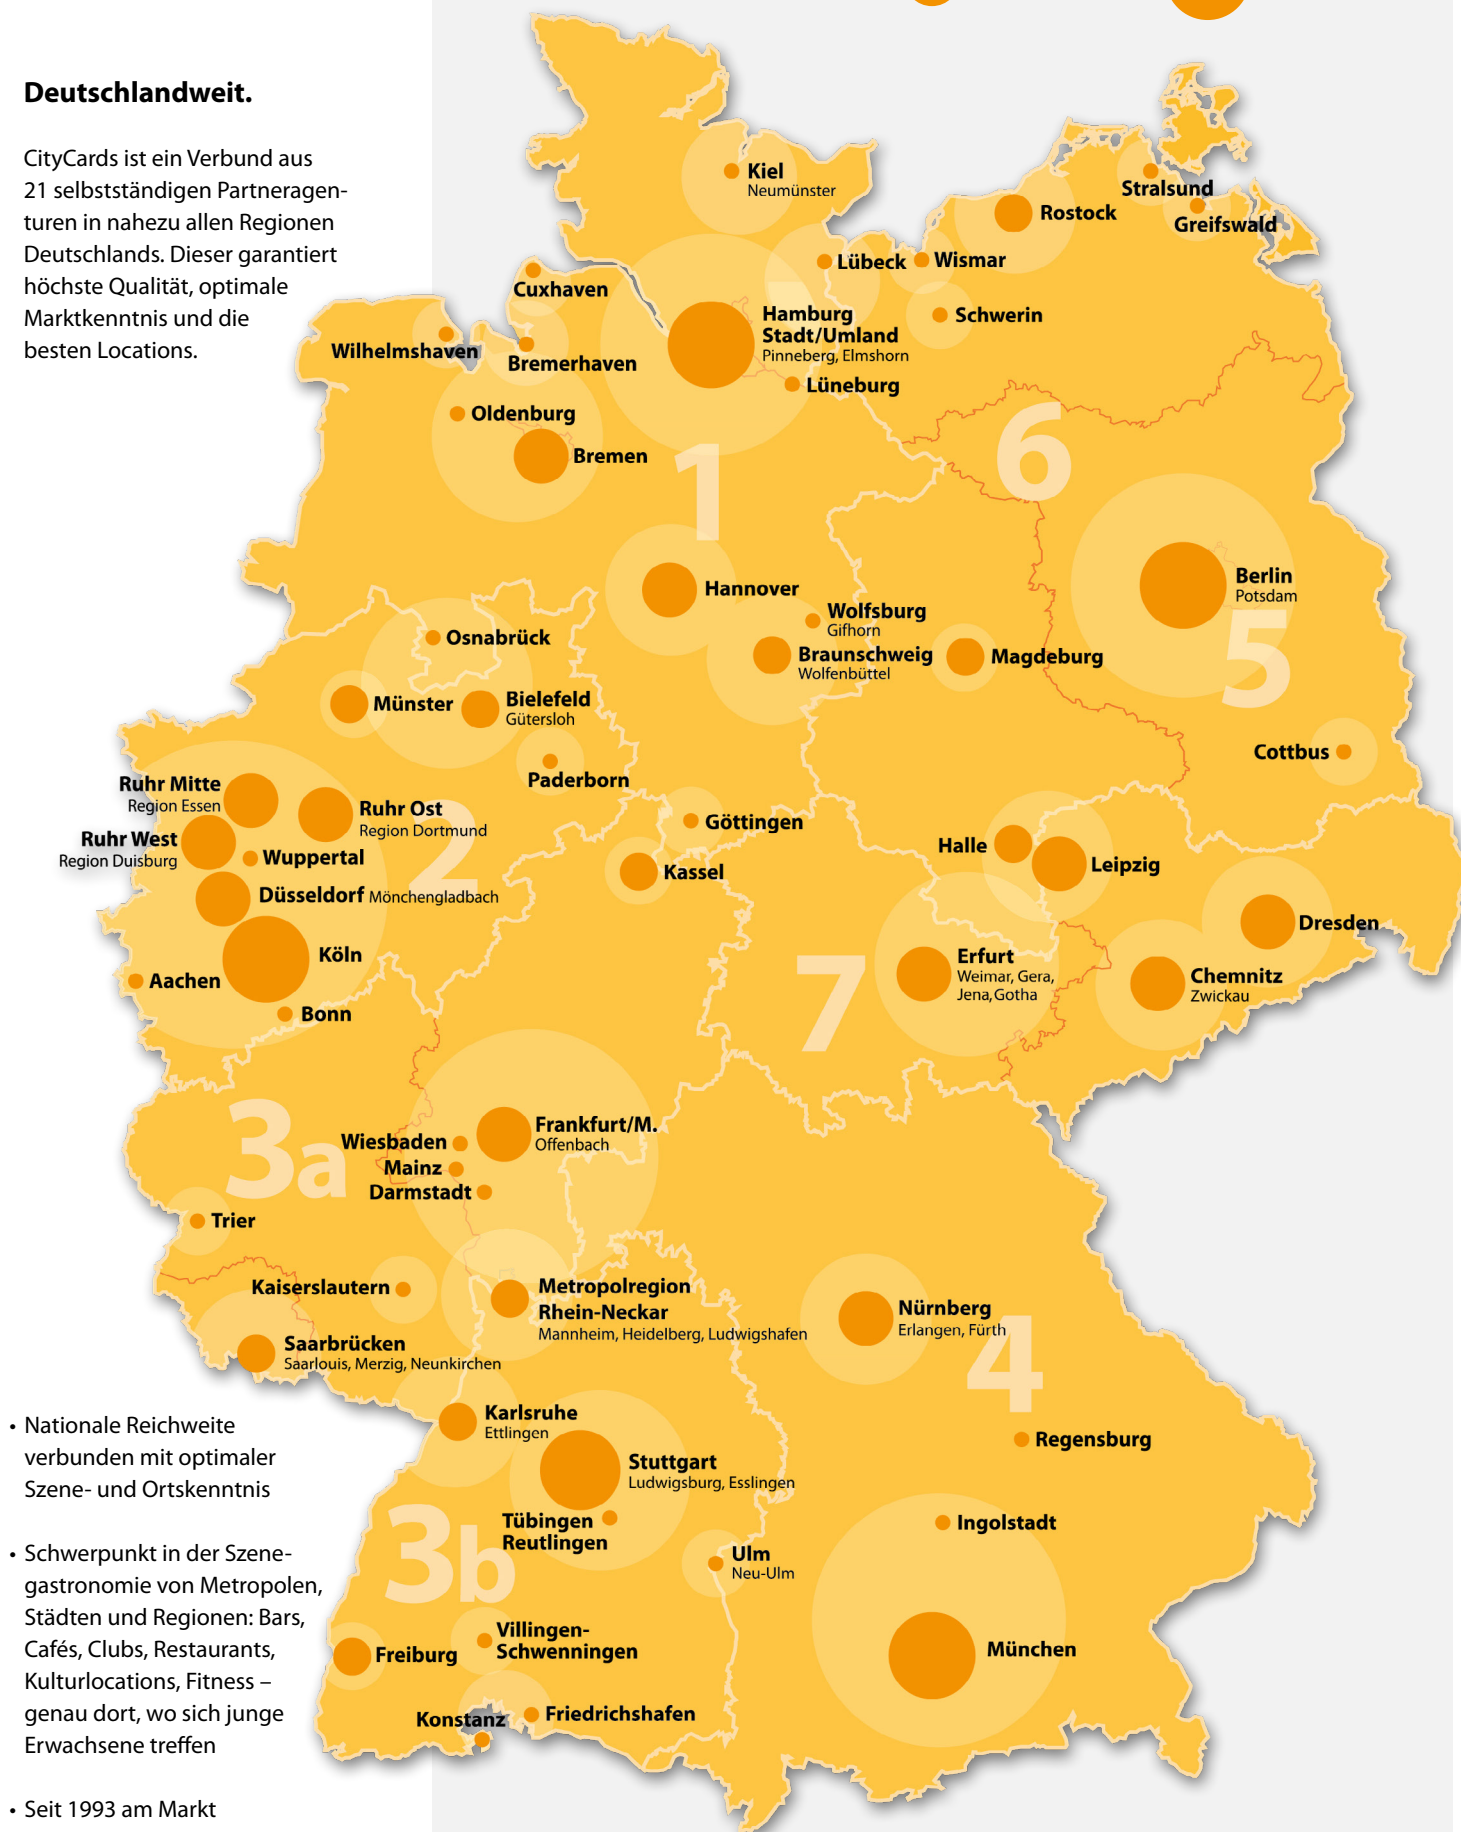 Deutschlandweit.
CityCards ist ein Verbund aus
21 selbstständigen Partneragen-
turen in nahezu allen Regionen
Deutschlands. Dieser garantiert
höchste Qualität, optimale
Marktkenntnis und die
besten Locations.
Kiel
Neumünster
Stralsund
Rostock
Greifswald
Lübeck
Wismar
Cuxhaven
Hamburg
Stadt/Umland
Pinneberg, Elmshorn
Schwerin
Wilhelmshaven
Bremerhaven
Lüneburg
Oldenburg
Bremen
1
6
Hannover
Berlin
Potsdam
Wolfsburg
Gifhorn
Osnabrück
Braunschweig
Wolfenbüttel
Magdeburg
5
Münster
Bielefeld
Gütersloh
Cottbus
Paderborn
Ruhr Mitte
Region Essen
Ruhr Ost
Region Dortmund
Göttingen
Ruhr West
Region Duisburg
Wuppertal
2
Halle
Leipzig
Kassel
Düsseldorf Mönchengladbach
Dresden
Köln
Erfurt
Weimar, Gera,
Jena, Gotha
Aachen
7
Chemnitz
Zwickau
Bonn
3a
Frankfurt/M.
Offenbach
Wiesbaden
Mainz
Darmstadt
Trier
Kaiserslautern
Metropolregion
Rhein-Neckar
Mannheim, Heidelberg, Ludwigshafen
Nürnberg
Erlangen, Fürth
Saarbrücken
Saarlouis, Merzig, Neunkirchen
4
Karlsruhe
Ettlingen
Regensburg
Stuttgart
Ludwigsburg, Esslingen
Tübingen
Reutlingen
Ingolstadt
3b
Ulm
Neu-Ulm
Villingen-
Schwenningen
Freiburg
München
Konstanz
Friedrichshafen
• Nationale Reichweite
verbunden mit optimaler
Szene- und Ortskenntnis
• Schwerpunkt in der Szene-
gastronomie von Metropolen,
Städten und Regionen: Bars,
Cafés, Clubs, Restaurants,
Kulturlocations, Fitness –
genau dort, wo sich junge
Erwachsene treffen
• Seit 1993 am Markt